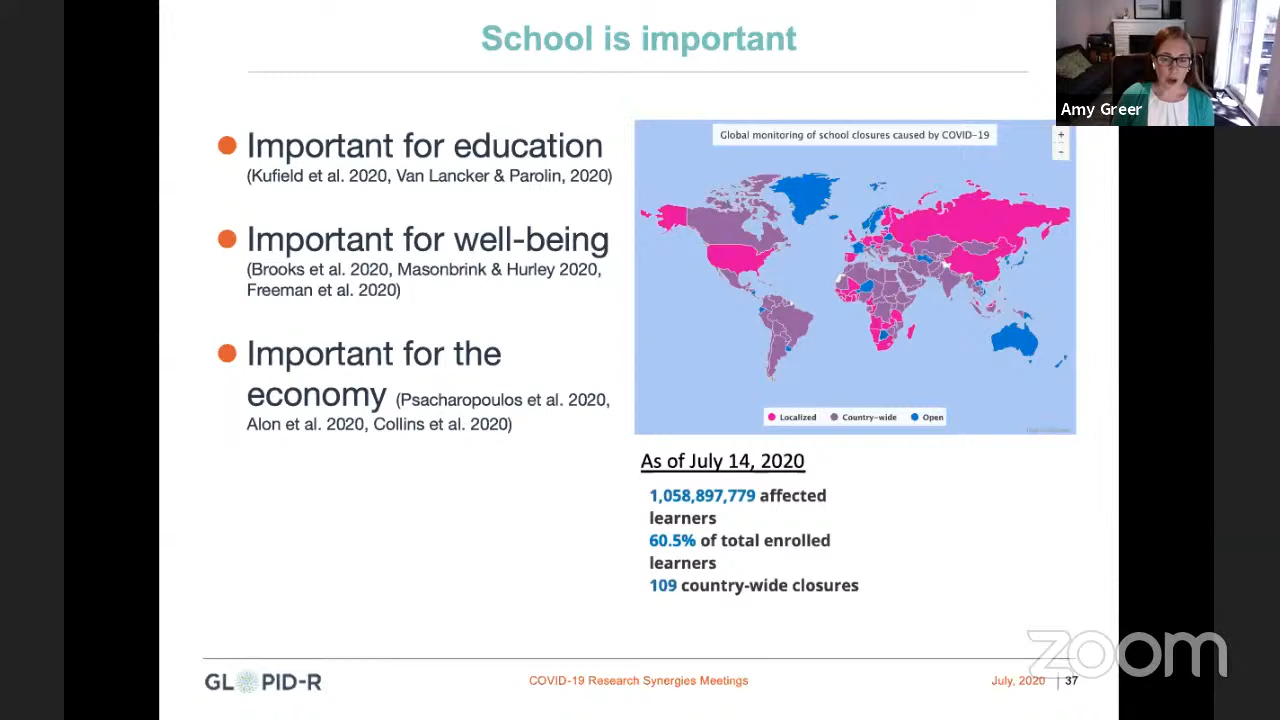 School is important
Amy Greer
Important for education
(Kufield et al. 2020, Van Lancker & Parolin, 2020)
Important for well-being
(Brooks et al. 2020, Masonbrink & Hurley 2020,
Freeman et al. 2020)
Important for the
economy (Psacharopoulos et al. 2020,
Alon et al. 2020, Collins et al. 2020)
Global monitoring of school closures caused by COVID-19
+
-
Localized Country-wide Open
As of July 14, 2020
1,058,897,779 affected
learners
60.5% of total enrolled
learners
109 country-wide closures
zoom
GLOPID-R
COVID-19 Research Synergies Meetings
July, 2020 37